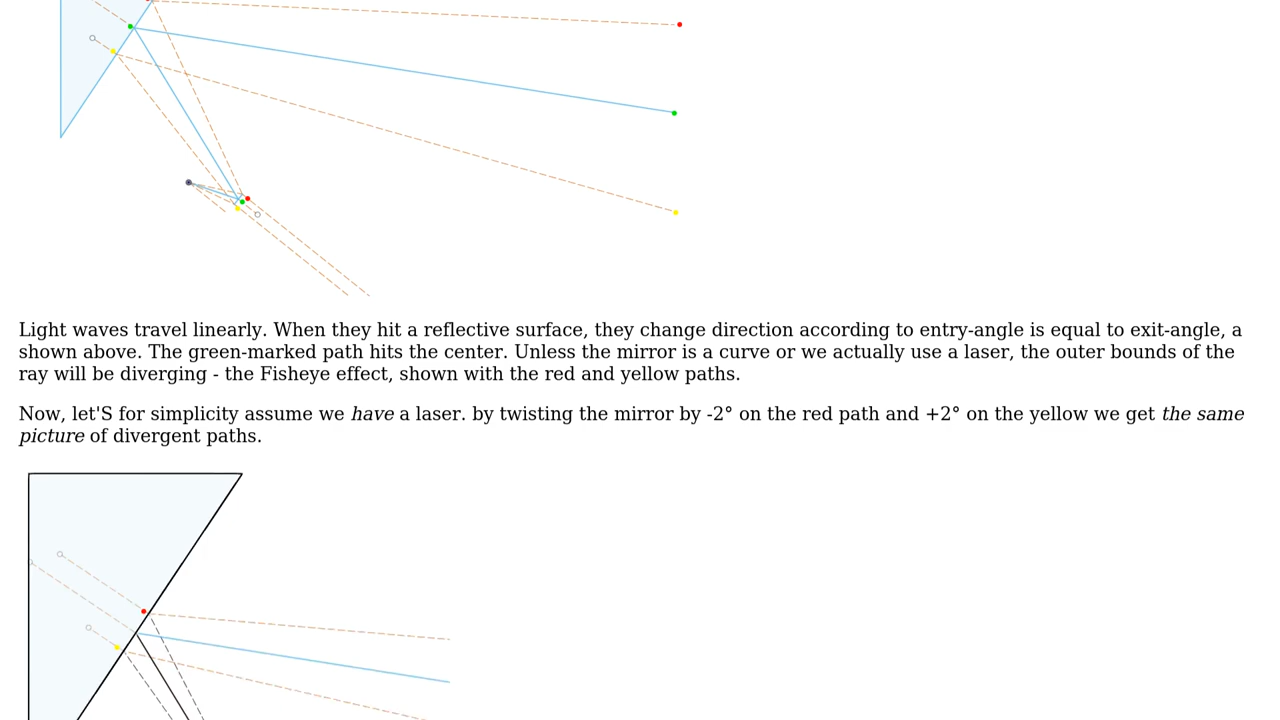 Light waves travel linearly. When they hit a reflective surface, they change direction according to entry-angle is equal to exit-angle, a
shown above. The green-marked path hits the center. Unless the mirror is a curve or we actually use a laser, the outer bounds of the
ray will be diverging - the Fisheye effect, shown with the red and yellow paths.
Now, let'S for simplicity assume we have a laser. by twisting the mirror by -2° on the red path and +2° on the yellow we get the same
picture of divergent paths.